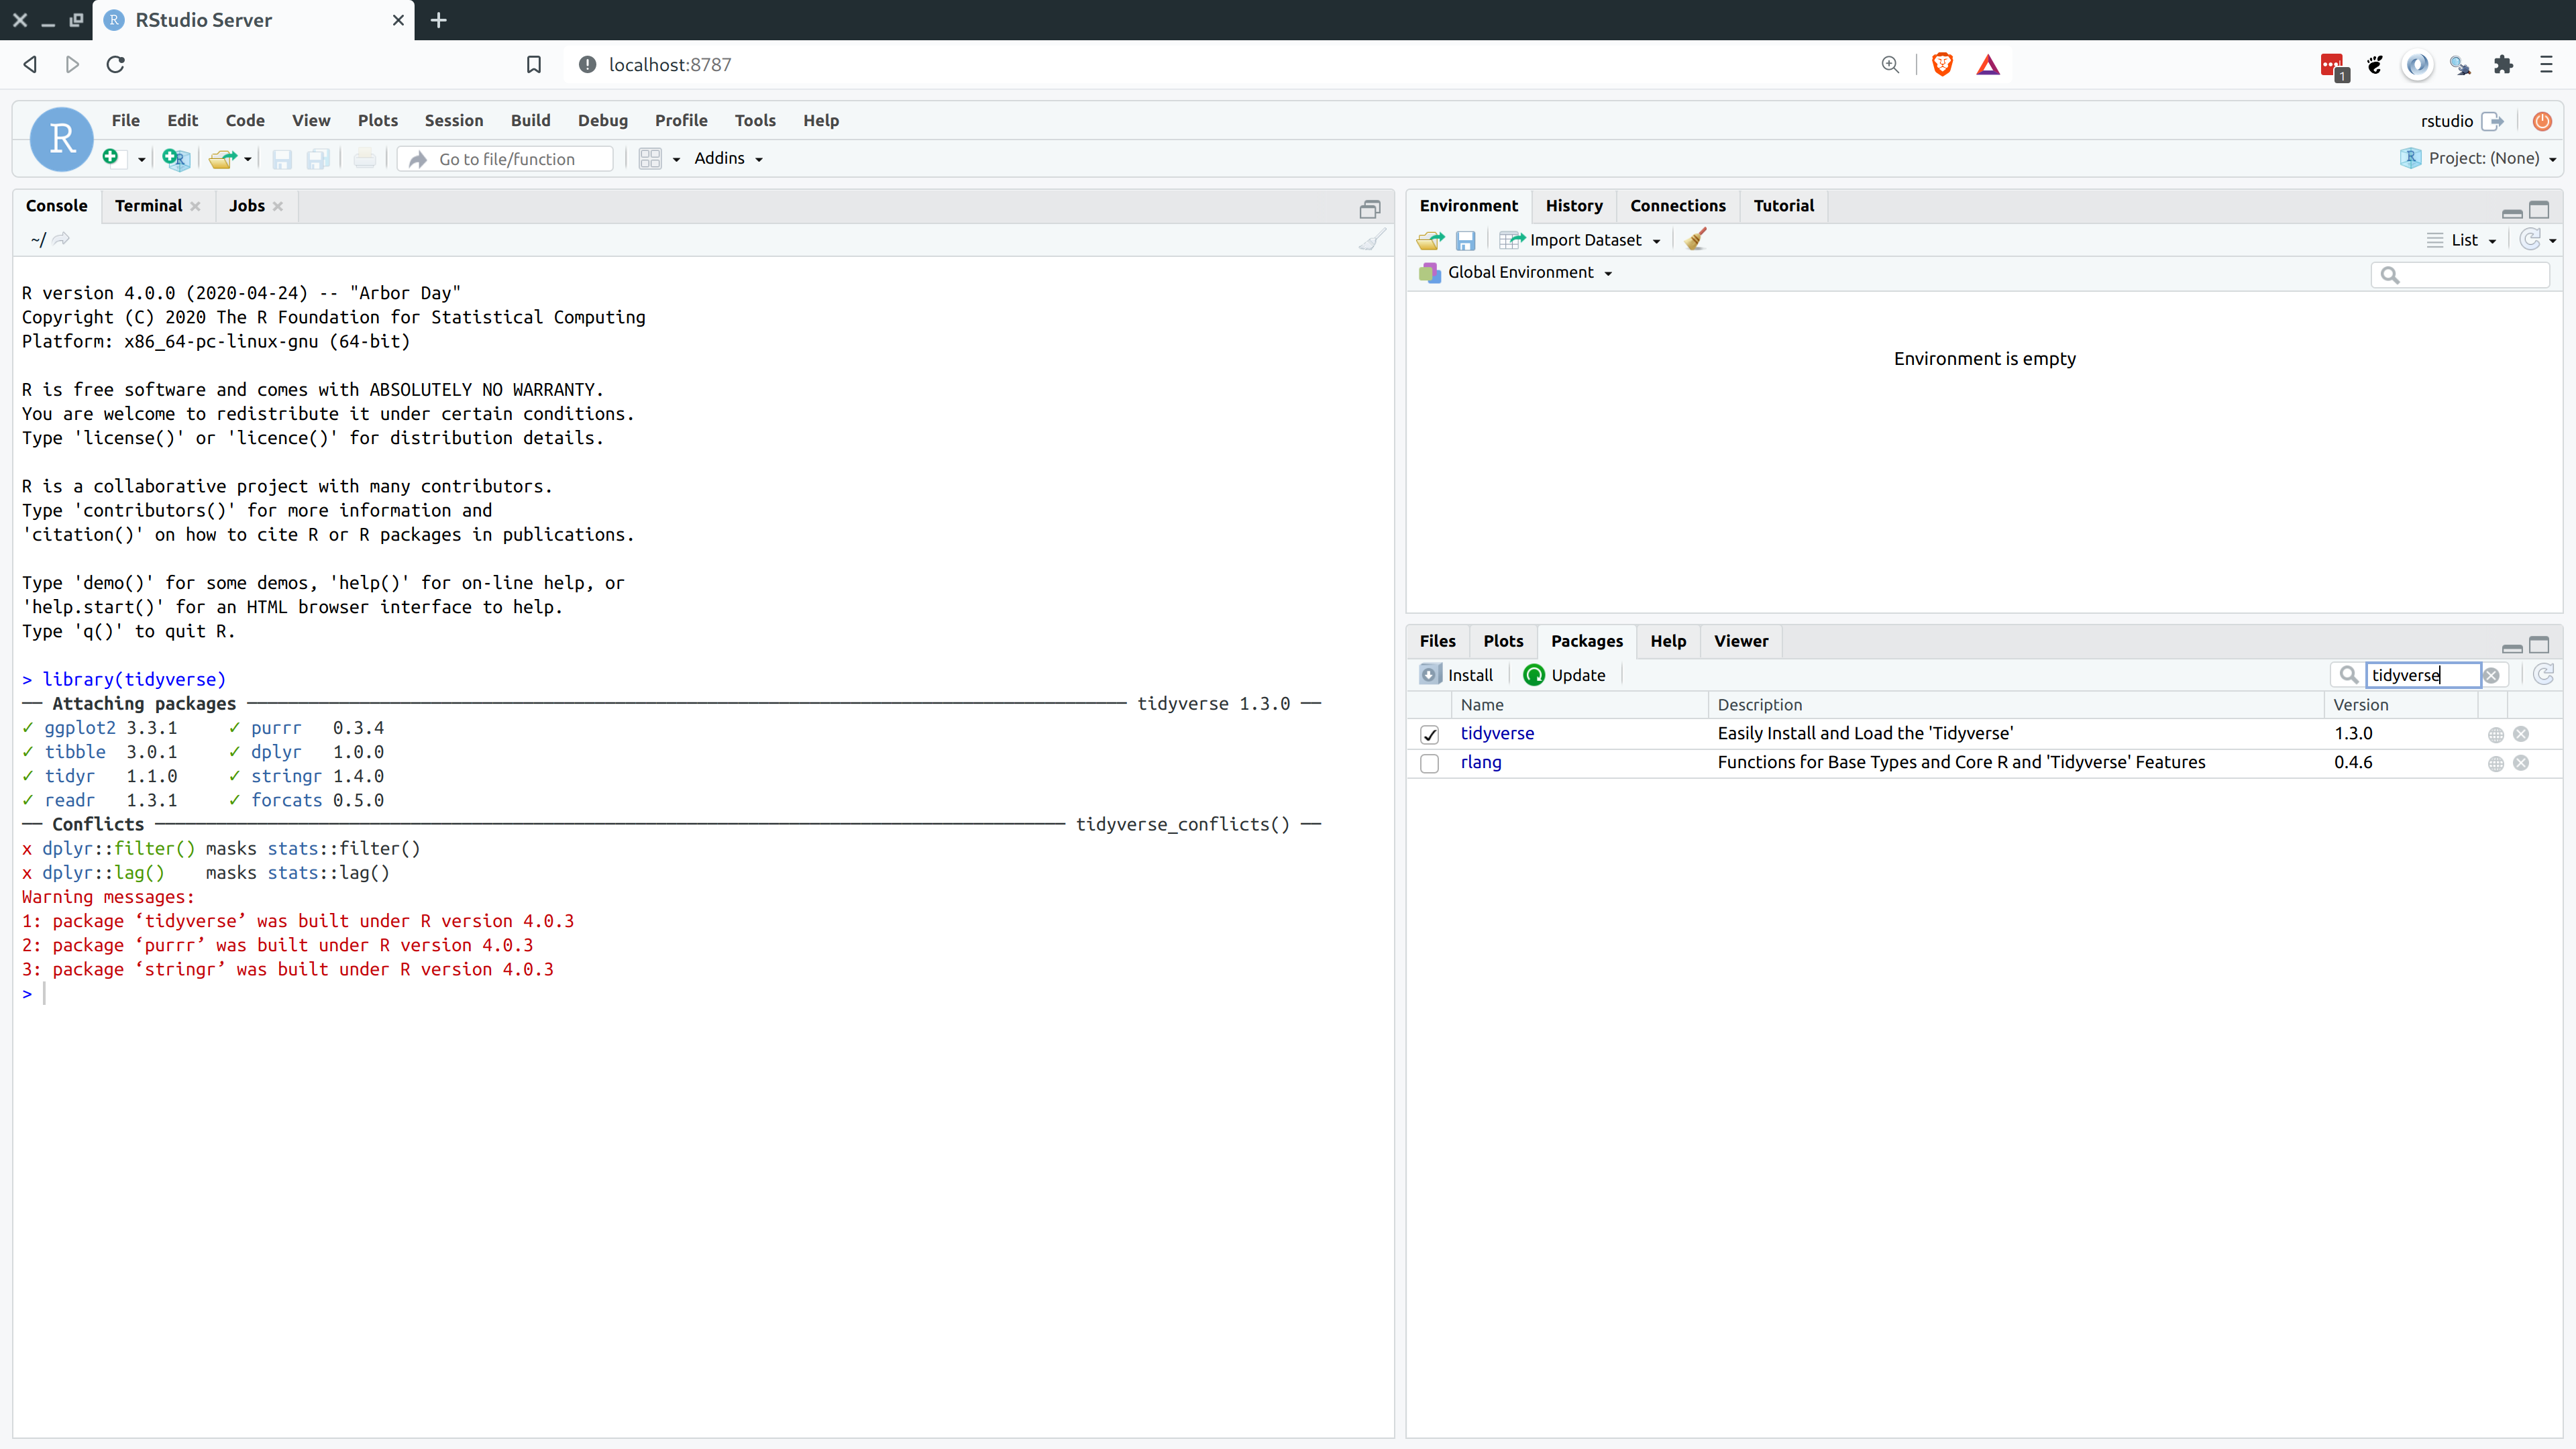 RStudio Server
localhost:8787
1
R
File Edit Code View Plots Session Build Debug Profile Tools Help
rstudio
Go to file/function
Addins
Project: (None)
Console Terminal Jobs
~/
R version 4.0.0 (2020-04-24) -- "Arbor Day"
Copyright (C) 2020 The R Foundation for Statistical Computing
Platform: x86_64-pc-linux-gnu (64-bit)
R is free software and comes with ABSOLUTELY NO WARRANTY.
You are welcome to redistribute it under certain conditions.
Type 'license()' or 'licence()' for distribution details.
R is a collaborative project with many contributors.
Type 'contributors()' for more information and
'citation()' on how to cite R or R packages in publications.
Type 'demo()' for some demos, 'help()' for on-line help, or
'help.start()' for an HTML browser interface to help.
Type 'q()' to quit R.
> library(tidyverse)
── Attaching packages ──────── tidyverse 1.3.0 ──
✓ ggplot2 3.3.1 ✓ purrr 0.3.4
✓ tibble 3.0.1 ✓ dplyr 1.0.0
✓ tidyr 1.1.0 ✓ stringr 1.4.0
✓ readr 1.3.1 ✓ forcats 0.5.0
── Conflicts ──────── tidyverse_conflicts() ──
x dplyr::filter() masks stats::filter()
x dplyr::lag() masks stats::lag()
Warning messages:
1: package ‘tidyverse’ was built under R version 4.0.3
2: package ‘purrr’ was built under R version 4.0.3
3: package ‘stringr’ was built under R version 4.0.3
>
Environment History Connections Tutorial
Import Dataset
List
Global Environment
Environment is empty
Files Plots Packages Help Viewer
Install Update
tidyverse
Name Description Version
tidyverse Easily Install and Load the 'Tidyverse' 1.3.0
rlang Functions for Base Types and Core R and 'Tidyverse' Features 0.4.6